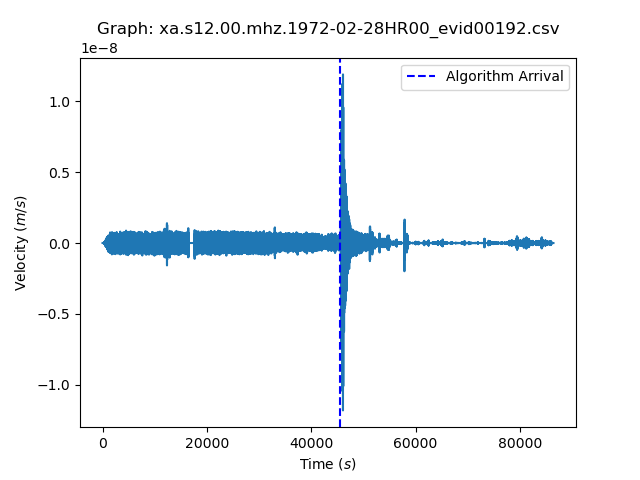 Graph: xa.s12.00.mhz.1972-02-28HR00_evid00192.csv
1e−8
Algorithm Arrival
1.0
0.5
0.0
−0.5
−1.0
Velocity (m/s)
0 20000 40000 60000 80000
Time (s)